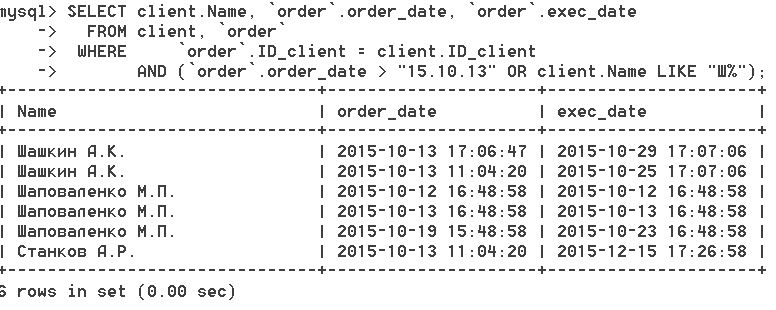 mysql> SELECT client.Name, `order`.order_date, `order`.exec_date
    ->   FROM client, `order`
    ->  WHERE     `order`.ID_client = client.ID_client
    ->        AND (`order`.order_date > "15.10.13" OR client.Name LIKE "Ш%");
+--------------------------------+---------------------+---------------------+
| Name                           | order_date          | exec_date           |
+--------------------------------+---------------------+---------------------+
| Шашкин А.К.                    | 2015-10-13 17:06:47 | 2015-10-29 17:07:06 |
| Шашкин А.К.                    | 2015-10-13 11:04:20 | 2015-10-25 17:07:06 |
| Шаповаленко М.П.               | 2015-10-12 16:48:58 | 2015-10-12 16:48:58 |
| Шаповаленко М.П.               | 2015-10-13 16:48:58 | 2015-10-13 16:48:58 |
| Шаповаленко М.П.               | 2015-10-19 15:48:58 | 2015-10-23 16:48:58 |
| Станков А.Р.                   | 2015-10-13 11:04:20 | 2015-12-15 17:26:58 |
+--------------------------------+---------------------+---------------------+
6 rows in set (0.00 sec)